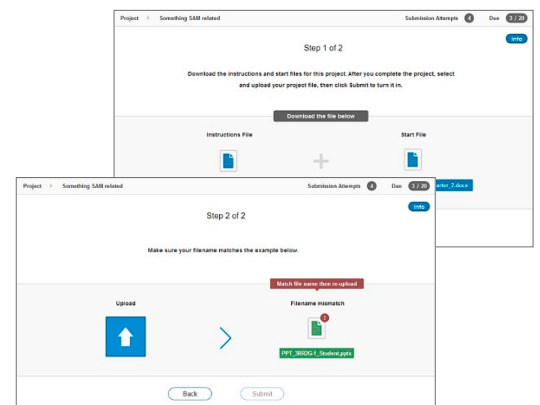 Project > Something SAM related Submission Attempts 4 Due 3 / 20
info
Step 1 of 2
Download the instructions and start files for this project. After you complete the project, select
and upload your project file, then click Submit to turn it in.
Download the file below
Instructions File Start File
+
arter_2.docx
Project > Something SAM related Submission Attempts 4 Due 3 / 20
info
Step 2 of 2
Make sure your filename matches the example below.
Match file name then re-upload
Upload Filename mismatch
Back Submit